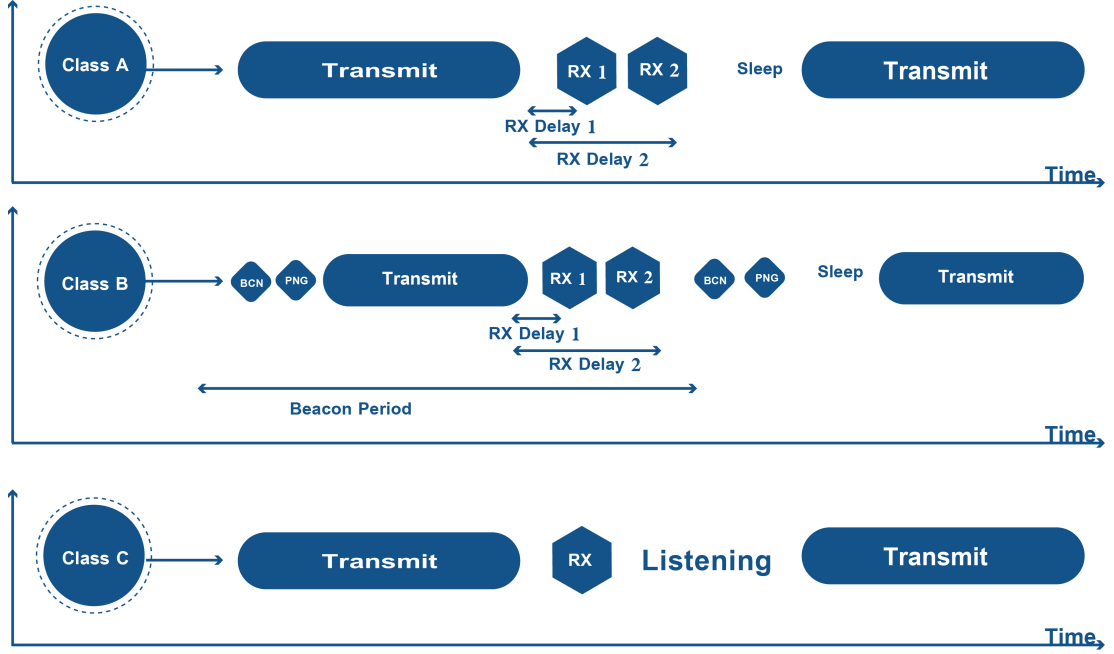 Class A
Transmit
RX 1
RX 2
Sleep
Transmit
RX Delay 1
RX Delay 2
Time
Class B
BCN
PNG
Transmit
RX 1
RX 2
BCN
PNG
Sleep
Transmit
RX Delay 1
RX Delay 2
Beacon Period
Time
Class C
Transmit
RX
Listening
Transmit
Time